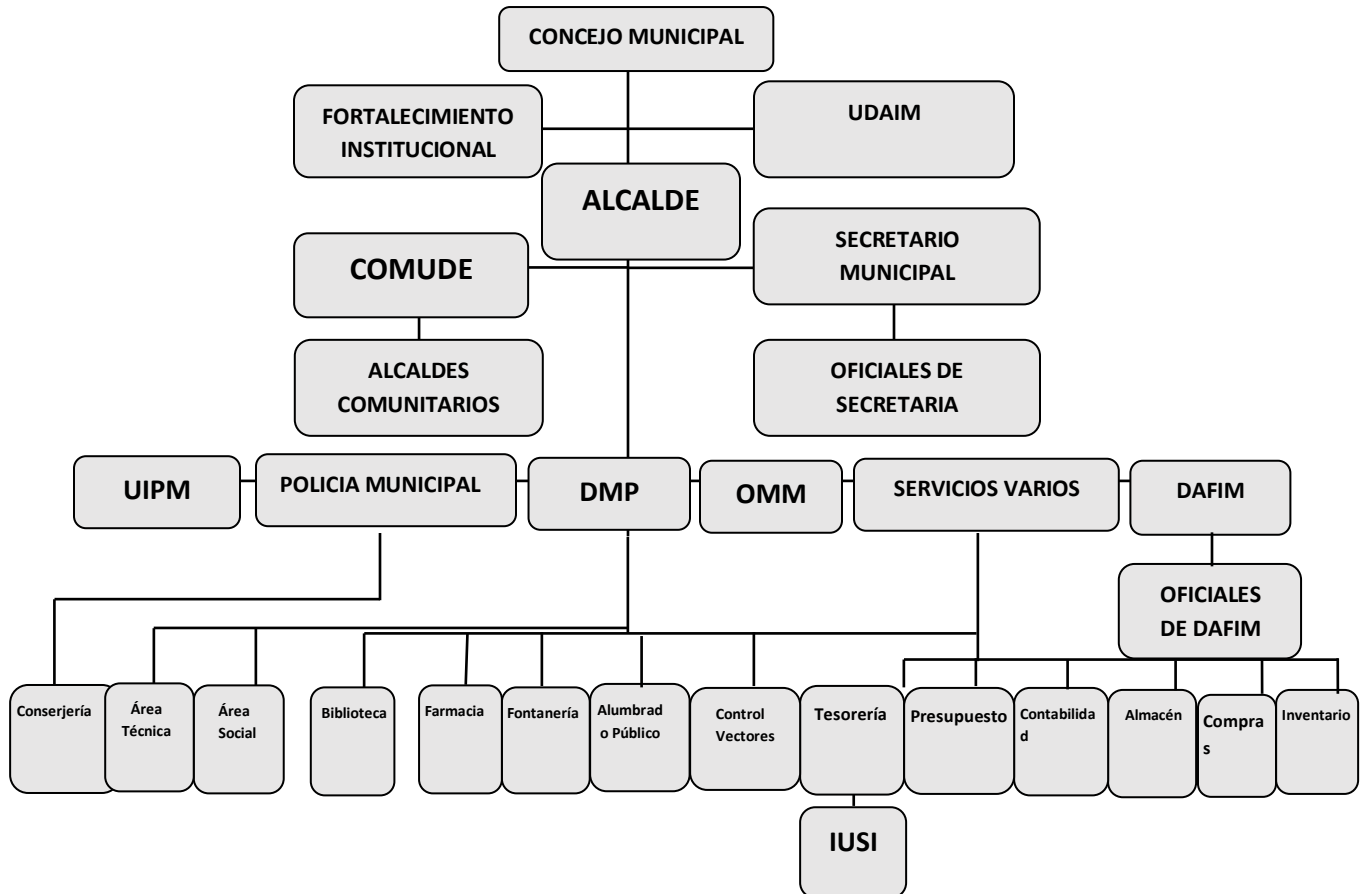 CONCEJO MUNICIPAL
FORTALECIMIENTO
INSTITUCIONAL
UDAIM
ALCALDE
COMUDE
SECRETARIO
MUNICIPAL
ALCALDES
COMUNITARIOS
OFICIALES DE
SECRETARIA
UIPM
POLICIA MUNICIPAL
DMP
OMM
SERVICIOS VARIOS
DAFIM
OFICIALES
DE DAFIM
Conserjería
Área
Técnica
Área
Social
Biblioteca
Farmacia
Fontanería
Alumbrad
o Público
Control
Vectores
Tesorería
Presupuesto
Contabilida
d
Almacén
Compra
s
Inventario
IUSI